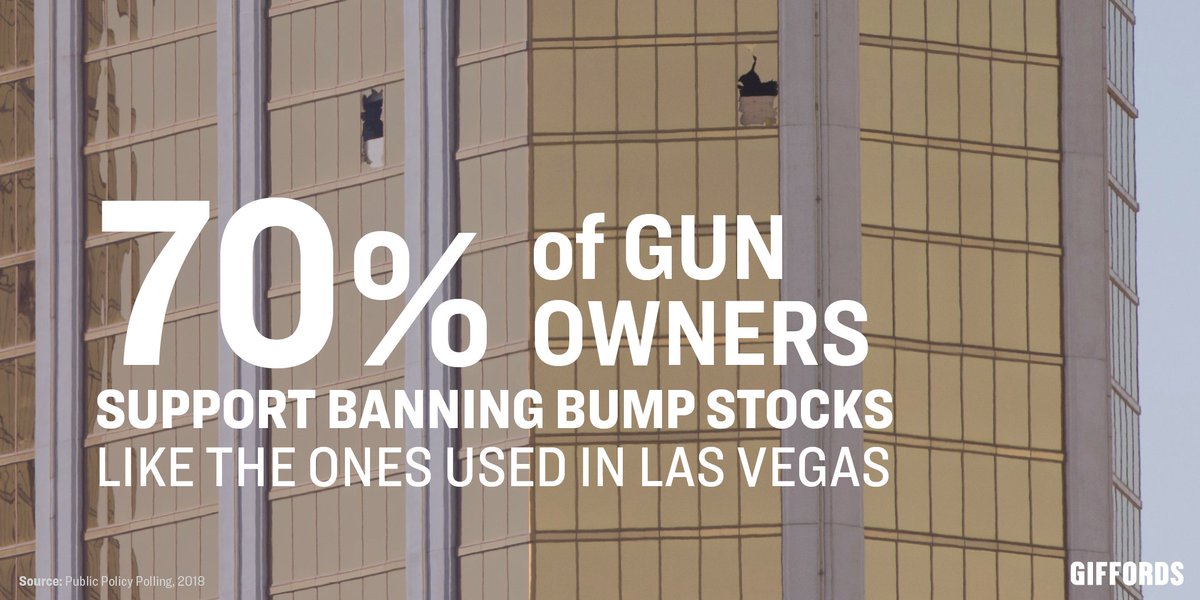 70% of GUN
OWNERS
SUPPORT BANNING BUMP STOCKS
LIKE THE ONES USED IN LAS VEGAS
Source: Public Policy Polling, 2018
GIFFORDS